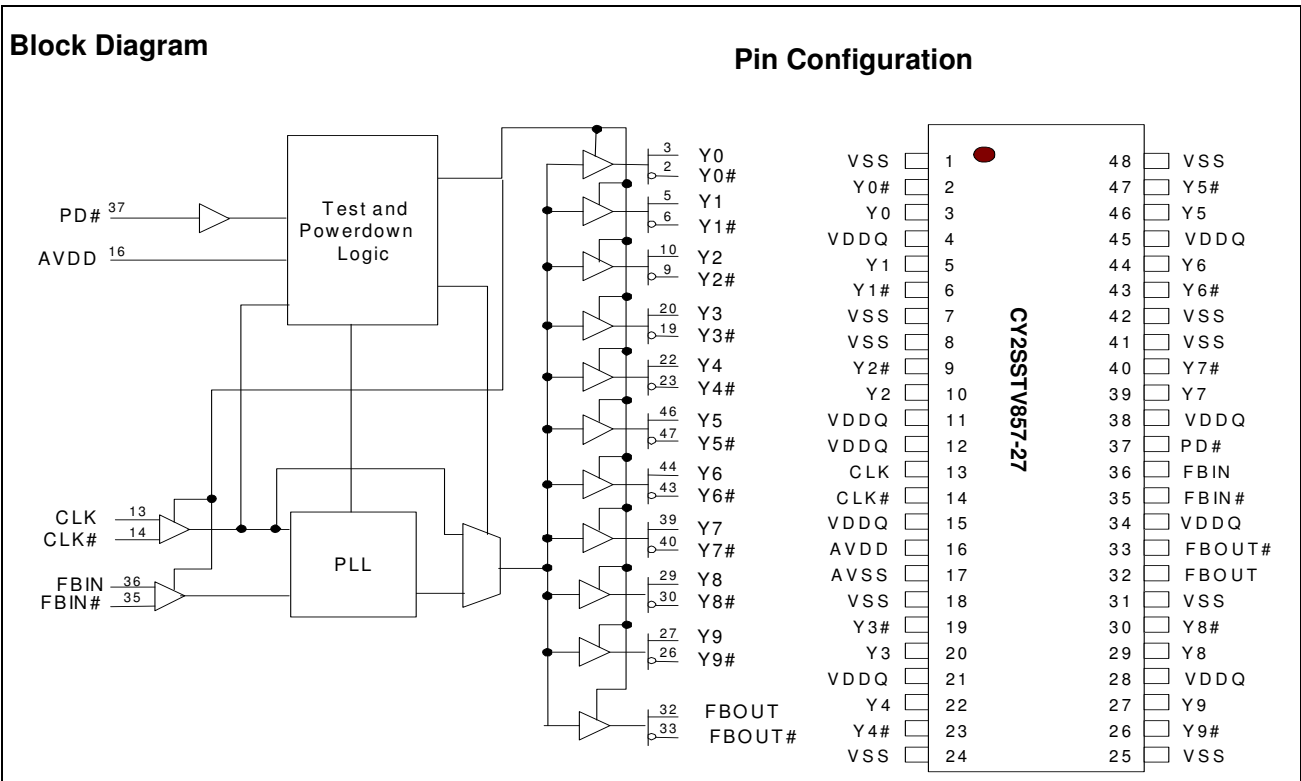 Block Diagram
Pin Configuration
PD# 37
AVDD 16
Test and
Powerdown
Logic
CLK 13
CLK# 14
FBIN 36
FBIN# 35
PLL
3 Y0
2 Y0#
5 Y1
6 Y1#
10 Y2
9 Y2#
20 Y3
19 Y3#
22 Y4
23 Y4#
46 Y5
47 Y5#
44 Y6
43 Y6#
39 Y7
40 Y7#
29 Y8
30 Y8#
27 Y9
26 Y9#
32 FBOUT
33 FBOUT#
VSS 1 48 VSS
Y0# 2 47 Y5#
Y0 3 46 Y5
VDDQ 4 45 VDDQ
Y1 5 44 Y6
Y1# 6 43 Y6#
VSS 7 42 VSS
VSS 8 41 VSS
Y2# 9 40 Y7#
Y2 10 39 Y7
VDDQ 11 38 VDDQ
VDDQ 12 37 PD#
CLK 13 36 FBIN
CLK# 14 35 FBIN#
VDDQ 15 34 VDDQ
AVDD 16 33 FBOUT#
AVSS 17 32 FBOUT
VSS 18 31 VSS
Y3# 19 30 Y8#
Y3 20 29 Y8
VDDQ 21 28 VDDQ
Y4 22 27 Y9
Y4# 23 26 Y9#
VSS 24 25 VSS
CY2SSTV857-27